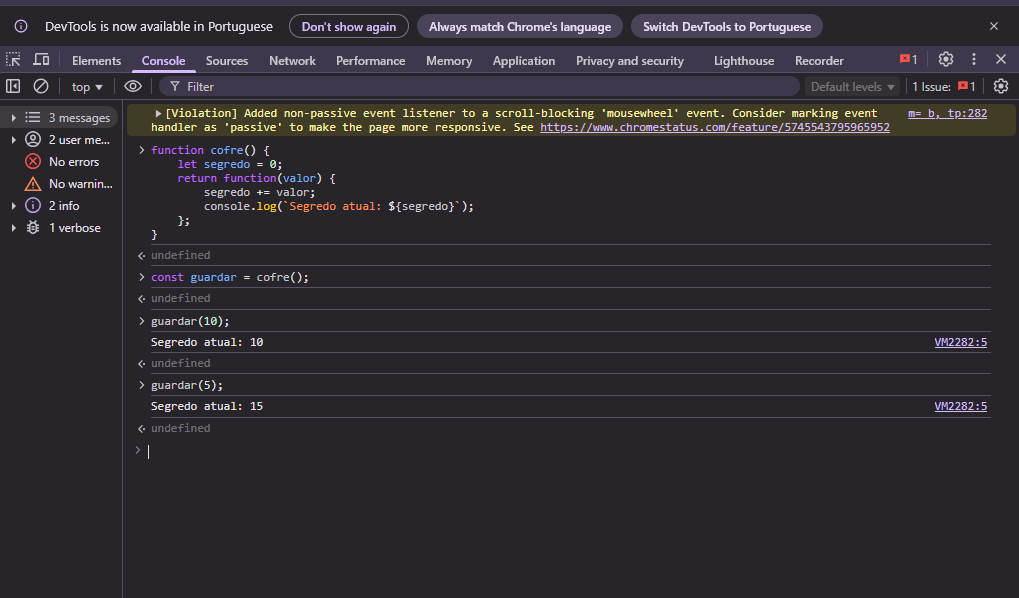 DevTools is now available in Portuguese Don't show again Always match Chrome's language Switch DevTools to Portuguese
Elements Console Sources Network Performance Memory Application Privacy and security Lighthouse Recorder 1
top Filter Default levels 1 Issue: 1
3 messages
2 user me...
No errors
No warnin...
2 info
1 verbose
[Violation] Added non-passive event listener to a scroll-blocking 'mousewheel' event. Consider marking event m=_b,_tp:282
handler as 'passive' to make the page more responsive. See https://www.chromestatus.com/feature/5745543795965952
function cofre() {
let segredo = 0;
return function(valor) {
segredo += valor;
console.log(`Segredo atual: ${segredo}`);
};
}
undefined
const guardar = cofre();
undefined
guardar(10);
Segredo atual: 10 VM2282:5
undefined
guardar(5);
Segredo atual: 15 VM2282:5
undefined